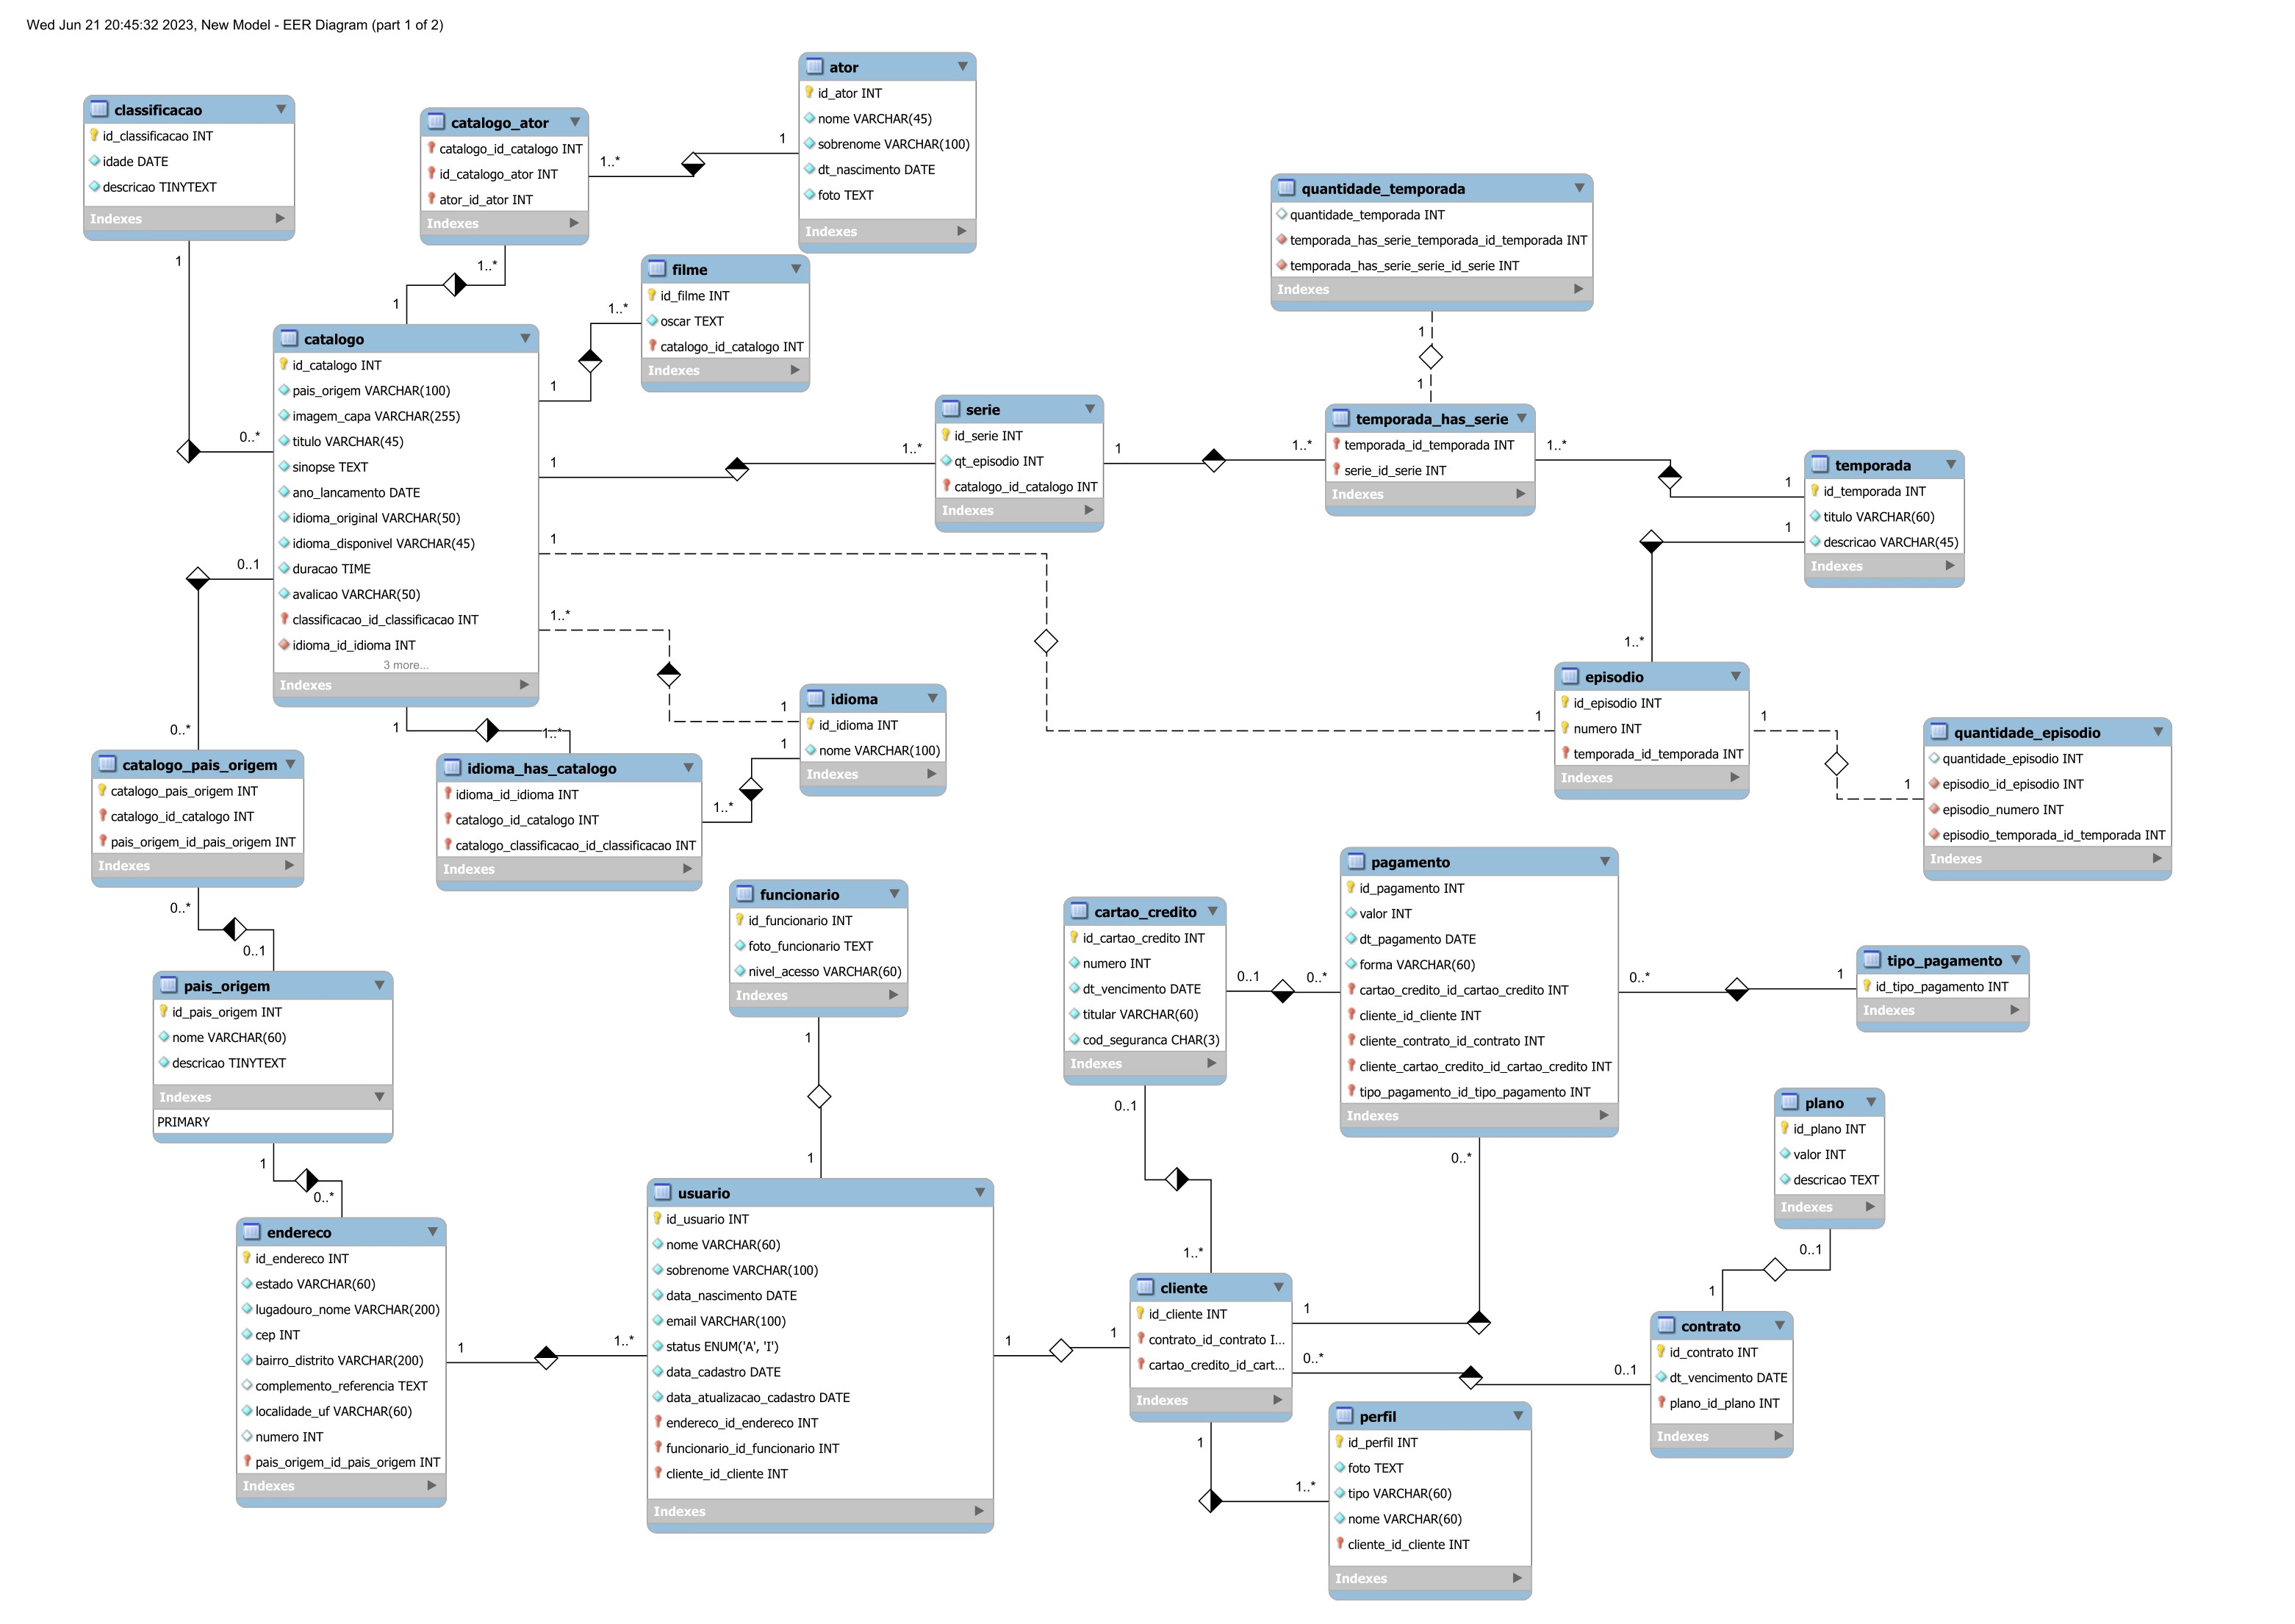 Wed Jun 21 20:45:32 2023, New Model - EER Diagram (part 1 of 2)
classificacao
id_classificacao INT
idade DATE
descricao TINYTEXT
Indexes
catalogo_ator
catalogo_id_catalogo INT
id_catalogo_ator INT
ator_id_ator INT
Indexes
ator
id_ator INT
nome VARCHAR(45)
sobrenome VARCHAR(100)
dt_nascimento DATE
foto TEXT
Indexes
1..*
1
1
1..*
1
filme
id_filme INT
oscar TEXT
catalogo_id_catalogo INT
Indexes
1..*
1
quantidade_temporada
quantidade_temporada INT
temporada_has_serie_temporada_id_temporada INT
temporada_has_serie_serie_id_serie INT
Indexes
1
1
catalogo
id_catalogo INT
pais_origem VARCHAR(100)
imagem_capa VARCHAR(255)
titulo VARCHAR(45)
sinopse TEXT
ano_lancamento DATE
idioma_original VARCHAR(50)
idioma_disponivel VARCHAR(45)
duracao TIME
avalicao VARCHAR(50)
classificacao_id_classificacao INT
idioma_id_idioma INT
3 more...
Indexes
0..*
0..1
1
1..*
serie
id_serie INT
qt_episodio INT
catalogo_id_catalogo INT
Indexes
1
1..*
temporada_has_serie
temporada_id_temporada INT
serie_id_serie INT
Indexes
1..*
1
temporada
id_temporada INT
titulo VARCHAR(60)
descricao VARCHAR(45)
Indexes
1
1..*
1
1
1..*
1
episodio
id_episodio INT
numero INT
temporada_id_temporada INT
Indexes
1
1
quantidade_episodio
quantidade_episodio INT
episodio_id_episodio INT
episodio_numero INT
episodio_temporada_id_temporada INT
Indexes
idioma
id_idioma INT
nome VARCHAR(100)
Indexes
1
1..*
1
1..*
idioma_has_catalogo
idioma_id_idioma INT
catalogo_id_catalogo INT
catalogo_classificacao_id_classificacao INT
Indexes
0..*
catalogo_pais_origem
catalogo_pais_origem INT
catalogo_id_catalogo INT
pais_origem_id_pais_origem INT
Indexes
0..*
0..1
pais_origem
id_pais_origem INT
nome VARCHAR(60)
descricao TINYTEXT
Indexes
PRIMARY
1
0..*
funcionario
id_funcionario INT
foto_funcionario TEXT
nivel_acesso VARCHAR(60)
Indexes
1
1
cartao_credito
id_cartao_credito INT
numero INT
dt_vencimento DATE
titular VARCHAR(60)
cod_seguranca CHAR(3)
Indexes
0..1
0..*
pagamento
id_pagamento INT
valor INT
dt_pagamento DATE
forma VARCHAR(60)
cartao_credito_id_cartao_credito INT
cliente_id_cliente INT
cliente_contrato_id_contrato INT
cliente_cartao_credito_id_cartao_credito INT
tipo_pagamento_id_tipo_pagamento INT
Indexes
0..*
1
tipo_pagamento
id_tipo_pagamento INT
Indexes
0..1
1..*
0..*
plano
id_plano INT
valor INT
descricao TEXT
Indexes
0..1
1
endereco
id_endereco INT
estado VARCHAR(60)
lugadouro_nome VARCHAR(200)
cep INT
bairro_distrito VARCHAR(200)
complemento_referencia TEXT
localidade_uf VARCHAR(60)
numero INT
pais_origem_id_pais_origem INT
Indexes
1
1..*
usuario
id_usuario INT
nome VARCHAR(60)
sobrenome VARCHAR(100)
data_nascimento DATE
email VARCHAR(100)
status ENUM('A', 'I')
data_cadastro DATE
data_atualizacao_cadastro DATE
endereco_id_endereco INT
funcionario_id_funcionario INT
cliente_id_cliente INT
Indexes
1
1
cliente
id_cliente INT
contrato_id_contrato I...
cartao_credito_id_cart...
Indexes
1
0..*
0..1
contrato
id_contrato INT
dt_vencimento DATE
plano_id_plano INT
Indexes
1
1..*
perfil
id_perfil INT
foto TEXT
tipo VARCHAR(60)
nome VARCHAR(60)
cliente_id_cliente INT
Indexes